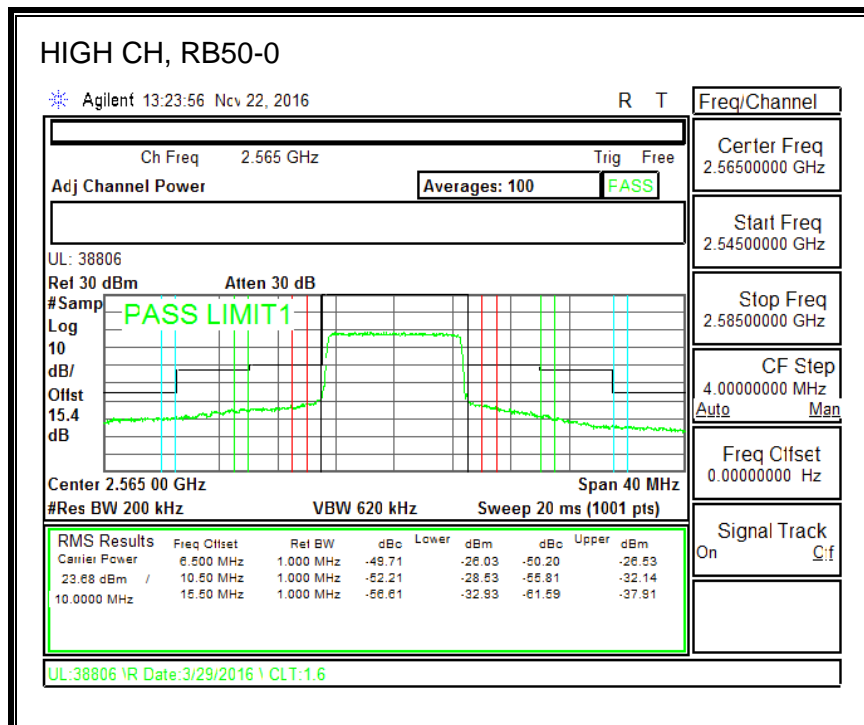 HIGH CH, RB50-0
Agilent 13:23:56 Nov 22, 2016 R T
Freq/Channel
Ch Freq 2.565 GHz Trig Free
Adj Channel Power Averages: 100 PASS
UL: 38806
Ref 30 dBm Atten 30 dB
#Samp
Log
10
dB/
Offst
15.4
dB
PASS LIMIT1
Center 2.565 00 GHz Span 40 MHz
#Res BW 200 kHz VBW 620 kHz Sweep 20 ms (1001 pts)
RMS Results Freq Offset Ref BW dBc Lower dBm dBc Upper dBm
Carrier Power 6.500 MHz 1.000 MHz -49.71 -26.03 -50.20 -26.53
23.68 dBm / 10.50 MHz 1.000 MHz -52.21 -28.53 -55.81 -32.14
10.0000 MHz 15.50 MHz 1.000 MHz -56.61 -32.93 -61.59 -37.91
Center Freq
2.56500000 GHz
Start Freq
2.54500000 GHz
Stop Freq
2.58500000 GHz
CF Step
4.00000000 MHz
Auto Man
Freq Offset
0.00000000 Hz
Signal Track
On Off
UL:38806 \R Date:3/29/2016 \ CLT:1.6